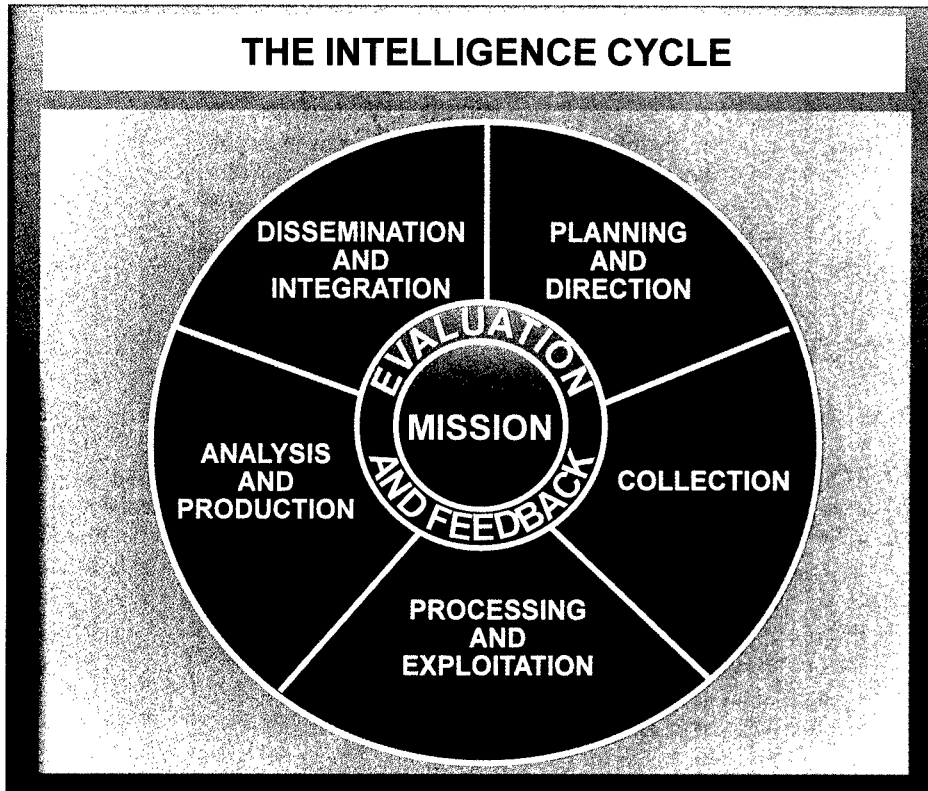 THE INTELLIGENCE CYCLE
DISSEMINATION
AND
INTEGRATION
PLANNING
AND
DIRECTION
EVALUATION
AND FEEDBACK
MISSION
ANALYSIS
AND
PRODUCTION
COLLECTION
PROCESSING
AND
EXPLOITATION